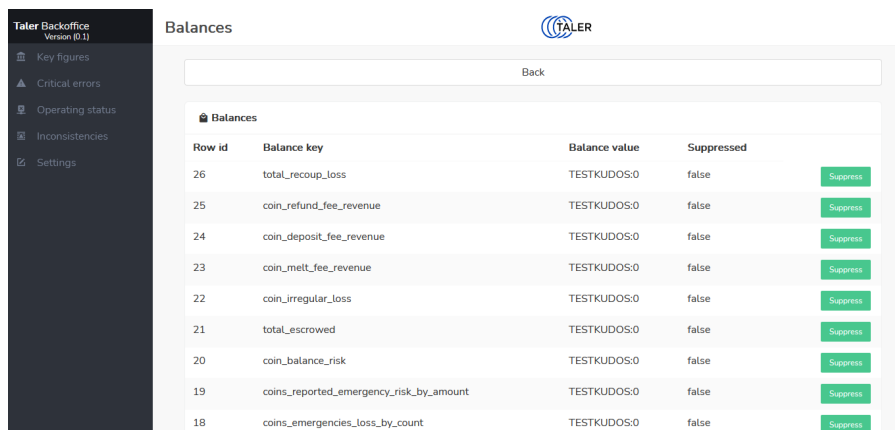 Taler Backoffice
Version (0.1)
Key figures
Critical errors
Operating status
Inconsistencies
Settings
Balances
TALER
Back
Balances
Row id Balance key Balance value Suppressed
26 total_recoup_loss TESTKUDOS:0 false Suppress
25 coin_refund_fee_revenue TESTKUDOS:0 false Suppress
24 coin_deposit_fee_revenue TESTKUDOS:0 false Suppress
23 coin_melt_fee_revenue TESTKUDOS:0 false Suppress
22 coin_irregular_loss TESTKUDOS:0 false Suppress
21 total_escrowed TESTKUDOS:0 false Suppress
20 coin_balance_risk TESTKUDOS:0 false Suppress
19 coins_reported_emergency_risk_by_amount TESTKUDOS:0 false Suppress
18 coins_emergencies_loss_by_count TESTKUDOS:0 false Suppress